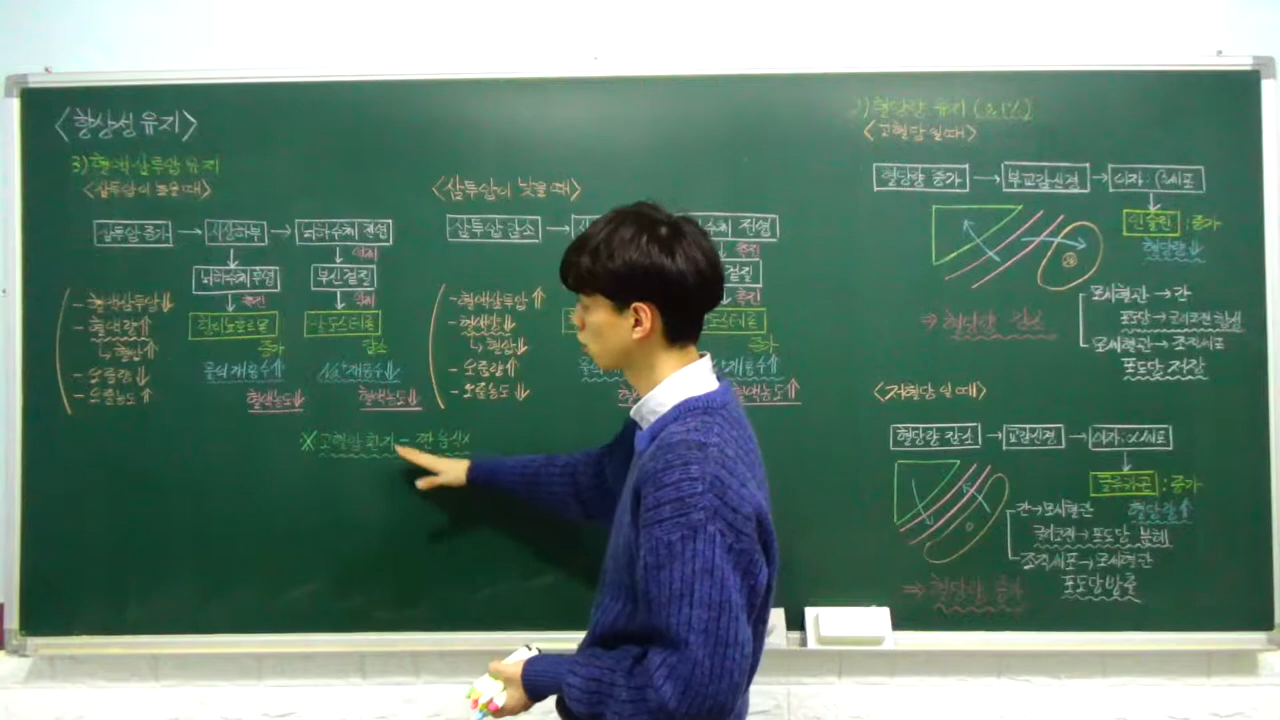 <항상성 유지>
3) 혈액 삼투압 유지
<삼투압이 높을 때>
삼투압 증가 → 시상하부 → 뇌하수체 전엽
억제
뇌하수체 후엽 부신겉질
촉진 억제
항이뇨호르몬 알도스테론
증가 감소
물의 재흡수↑ Na⁺재흡수↓
혈액농도↓ 혈액농도↓
- 혈액삼투압↓
- 혈액량↑
↳ 혈압↑
- 오줌량↓
- 오줌농도↑
※ 고혈압 환자 - 짠 음식x
<삼투압이 낮을 때>
삼투압 감소 → 수체 전엽
촉진
겉질
촉진
도스테론
증가
물의 재흡수↑
혈액농도↑
- 혈액삼투압↑
- 혈액량↓
↳ 혈압↓
- 오줌량↑
- 오줌농도↓
1) 혈당량 유지
<고혈당일때>
혈당량 증가 → 부교감신경 → 이자: β세포
인슐린 : 증가
혈당량↓
모세혈관 → 간
포도당 → 글리코젠 합성
모세혈관 → 조직세포
포도당 저장
⇒ 혈당량 감소
<저혈당일때>
혈당량 감소 → 교감신경 → 이자: α세포
글루카곤 : 증가
혈당량↑
간→모세혈관
글리코젠→포도당 분해
조직세포→모세혈관
포도당 방출
⇒ 혈당량 증가